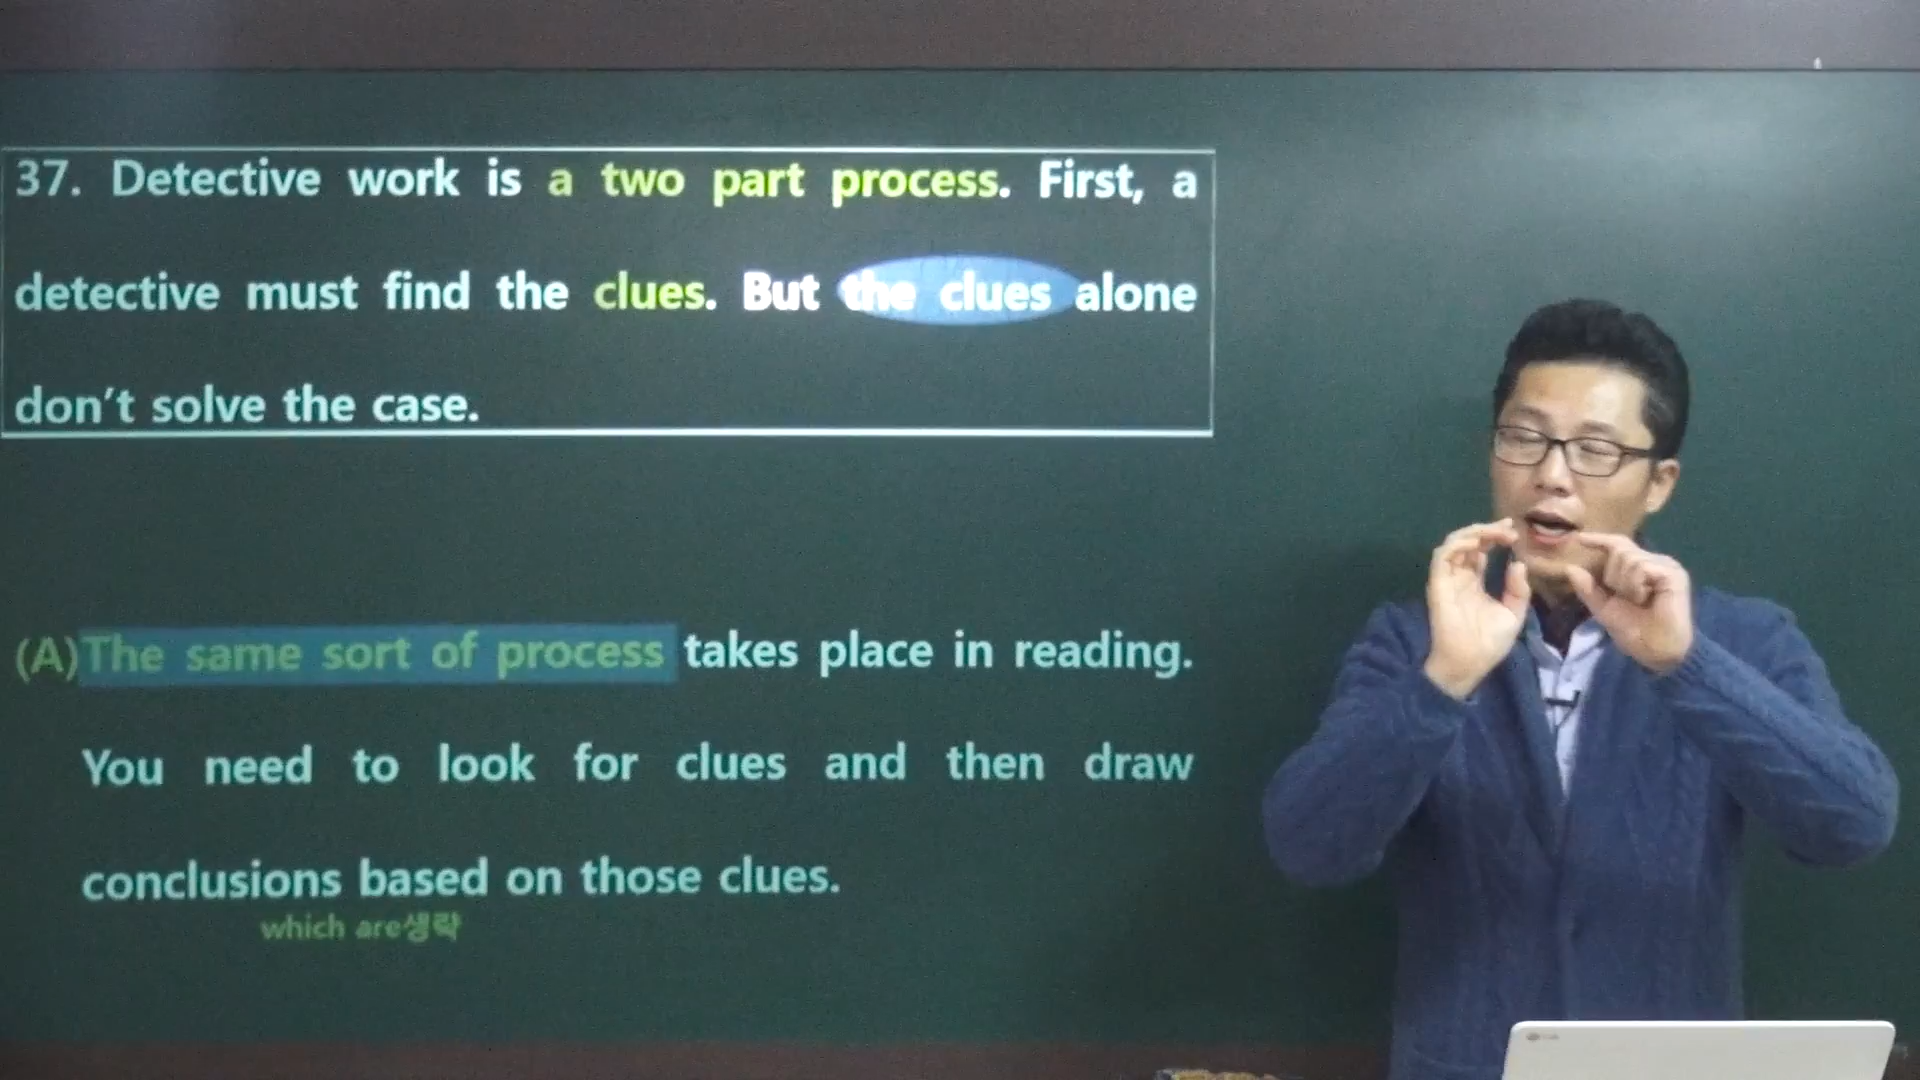 37. Detective work is a two part process. First, a
detective must find the clues. But the clues alone
don't solve the case.
(A)The same sort of process takes place in reading.
You need to look for clues and then draw
conclusions based on those clues.
which are생략